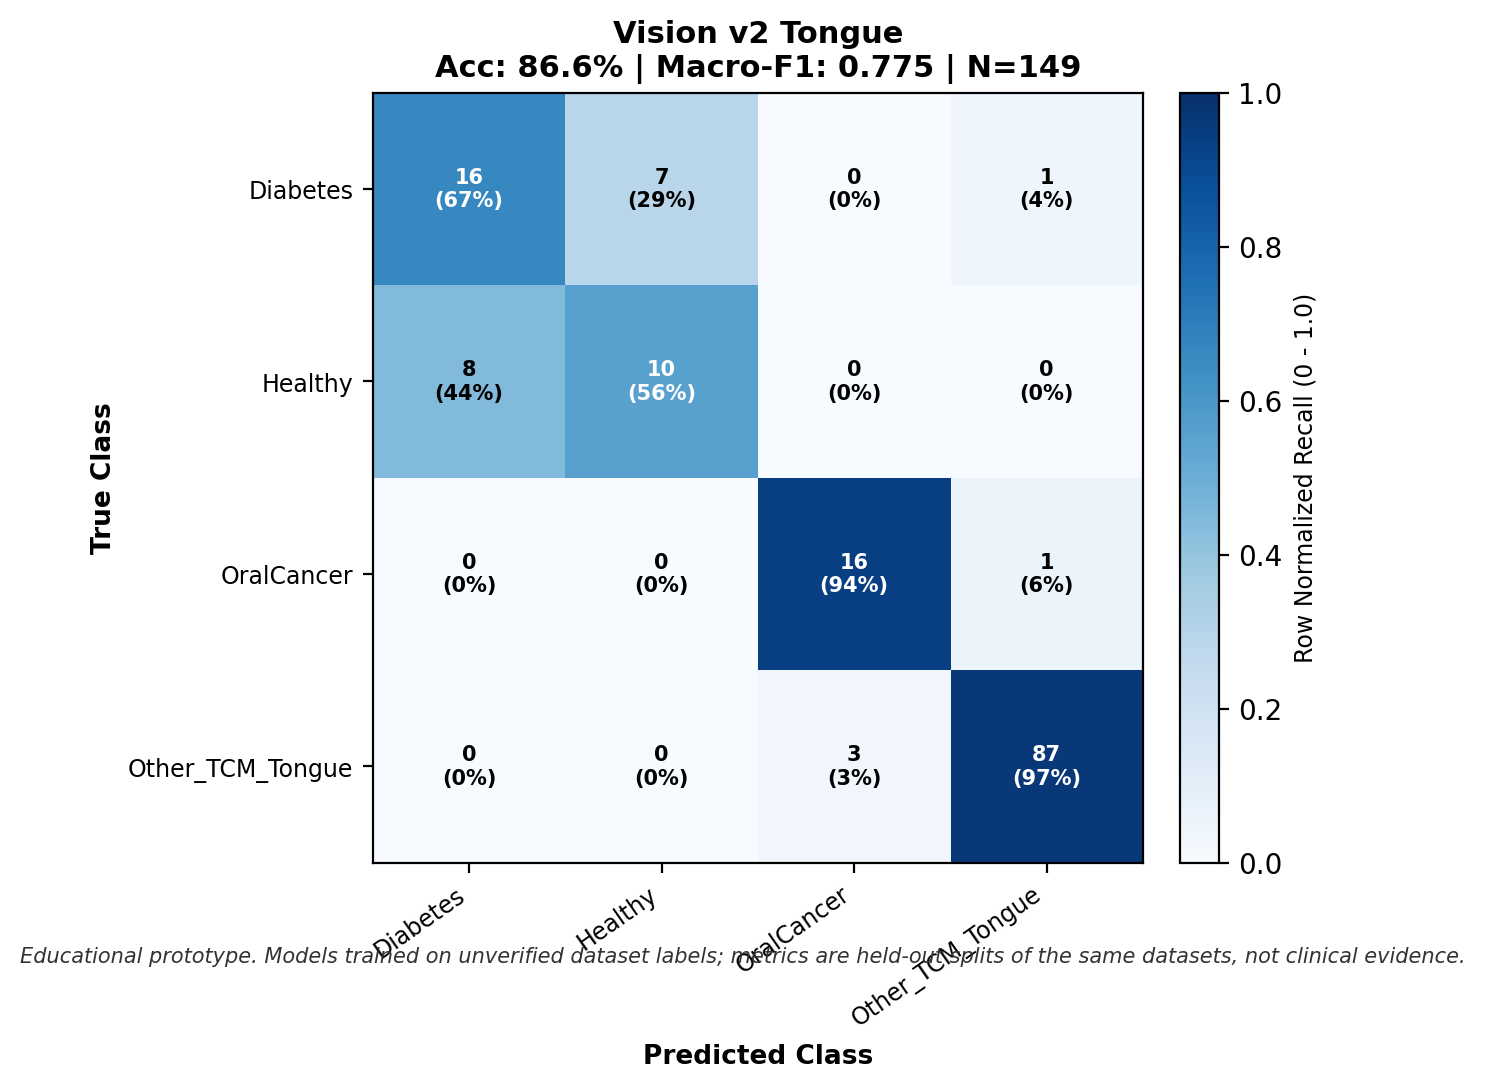 Vision v2 Tongue
Acc: 86.6% | Macro-F1: 0.775 | N=149
True Class
Diabetes
16 7 0 1
(67%) (29%) (0%) (4%)
Healthy
8 10 0 0
(44%) (56%) (0%) (0%)
OralCancer
0 0 16 1
(0%) (0%) (94%) (6%)
Other_TCM_Tongue
0 0 3 87
(0%) (0%) (3%) (97%)
1.0
0.8
0.6
0.4
0.2
0.0
Row Normalized Recall (0 - 1.0)
Diabetes
Healthy
OralCancer
Other_TCM_Tongue
Educational prototype. Models trained on unverified dataset labels; metrics are held-out splits of the same datasets, not clinical evidence.
Predicted Class